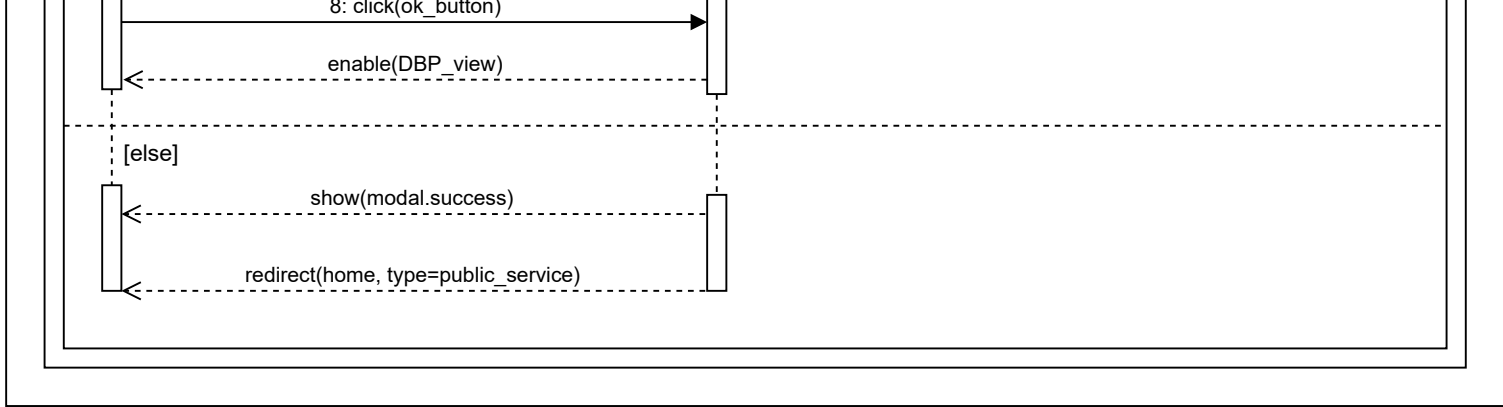 8: click(ok_button)
enable(DBP_view)
[else]
show(modal.success)
redirect(home, type=public_service)